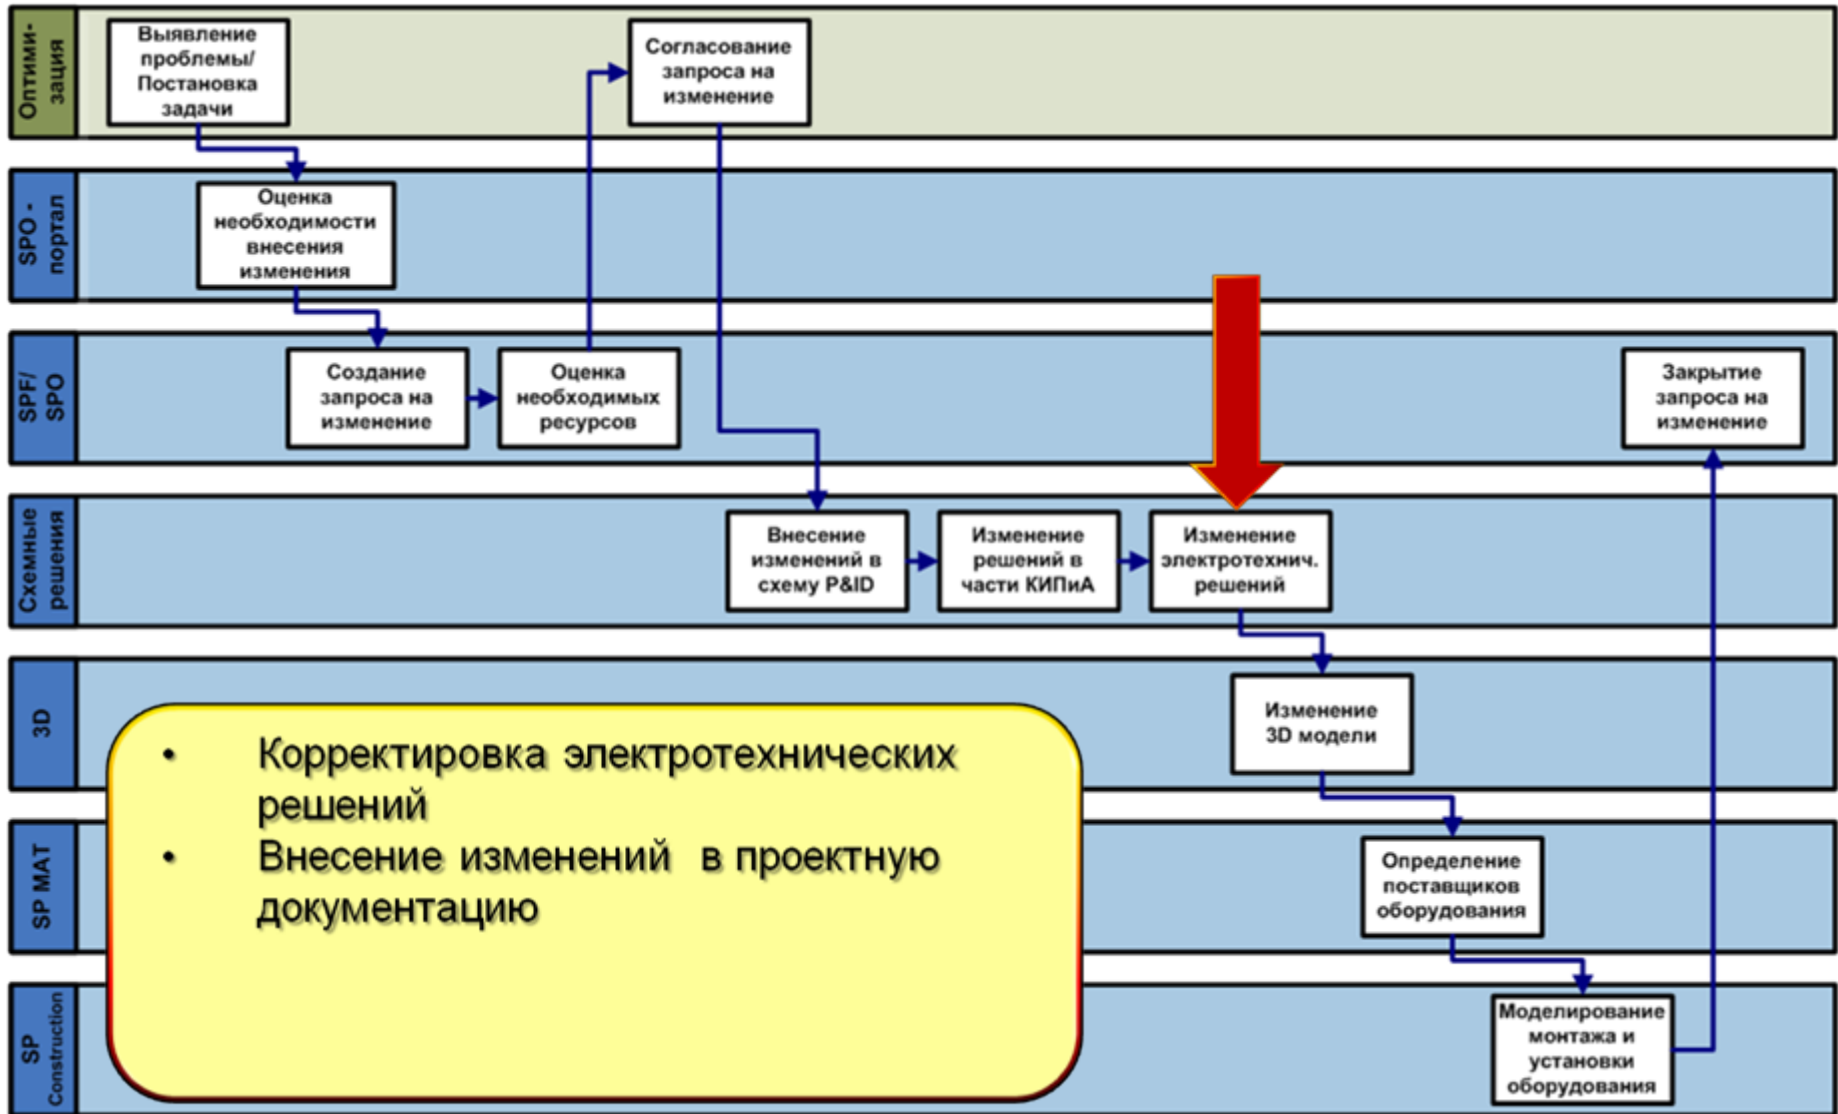 Оптими-
зация
Выявление
проблемы/
Постановка
задачи
Согласование
запроса на
изменение
SPO -
портал
Оценка
необходимости
внесения
изменения
SPF/
SPO
Создание
запроса на
изменение
Оценка
необходимых
ресурсов
Закрытие
запроса на
изменение
Схемные
решения
Внесение
изменений в
схему P&ID
Изменение
решений в
части КИПиА
Изменение
электротехнич.
решений
3D
Изменение
3D модели
• Корректировка электротехнических
решений
• Внесение изменений в проектную
документацию
SP MAT
Определение
поставщиков
оборудования
SP
Construction
Моделирование
монтажа и
установки
оборудования